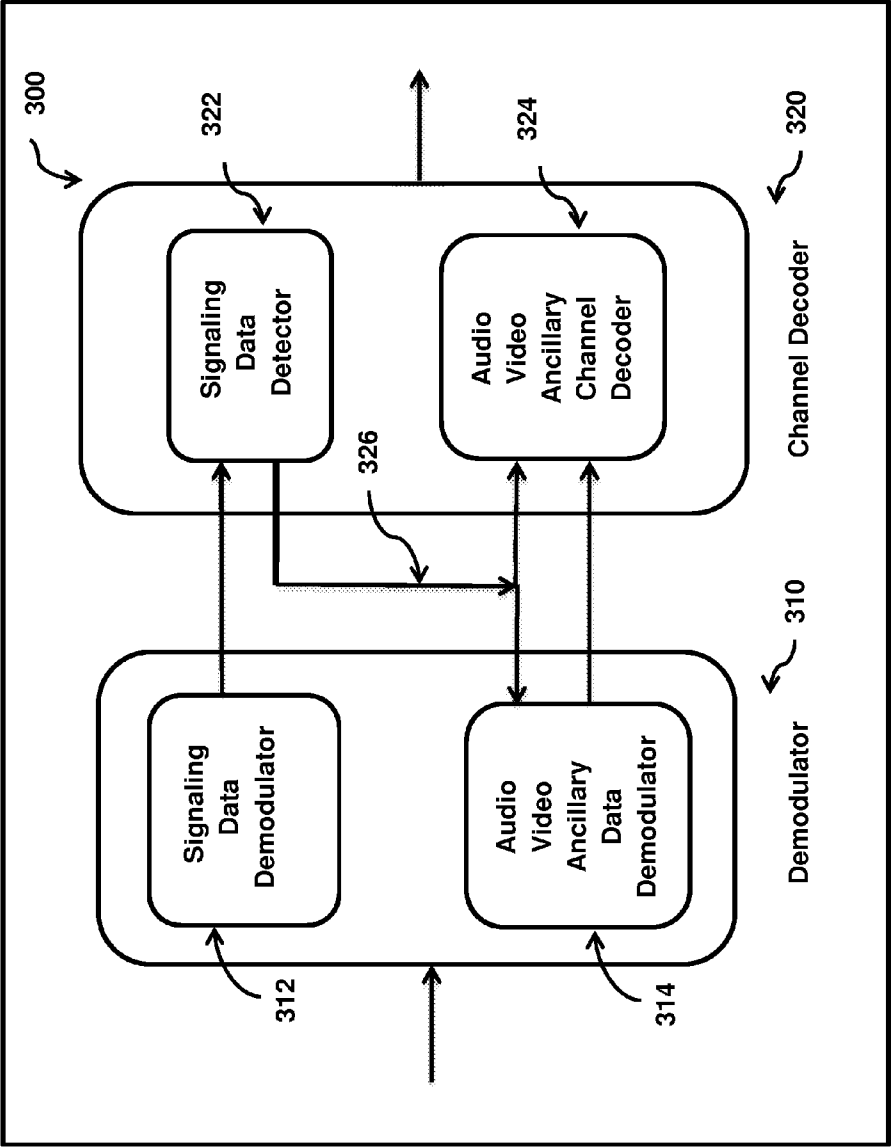 300
322
Signaling
Data
Detector
324
Audio
Video
Ancillary
Channel
Decoder
320
Channel Decoder
326
310
Demodulator
Signaling
Data
Demodulator
312
Audio
Video
Ancillary
Data
Demodulator
314